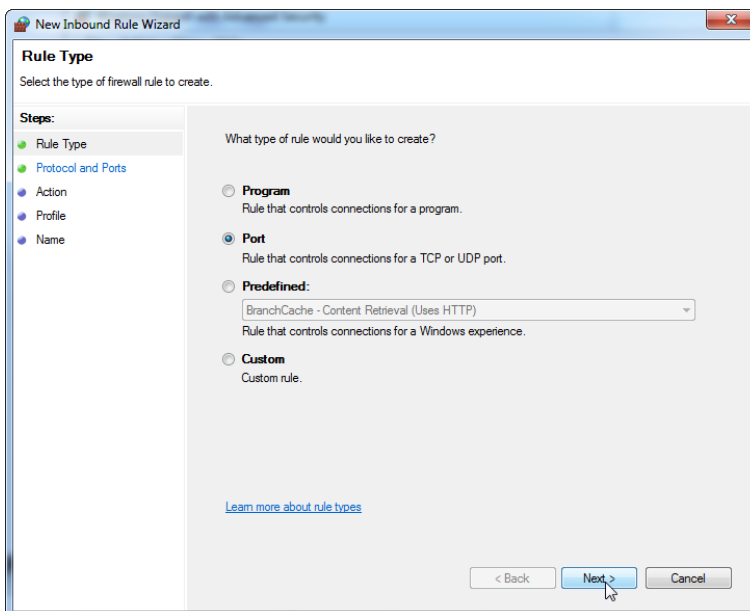 New Inbound Rule Wizard
Rule Type
Select the type of firewall rule to create.
Steps:
Rule Type
Protocol and Ports
Action
Profile
Name
What type of rule would you like to create?
Program
Rule that controls connections for a program.
Port
Rule that controls connections for a TCP or UDP port.
Predefined:
BranchCache - Content Retrieval (Uses HTTP)
Rule that controls connections for a Windows experience.
Custom
Custom rule.
Learn more about rule types
< Back
Next >
Cancel